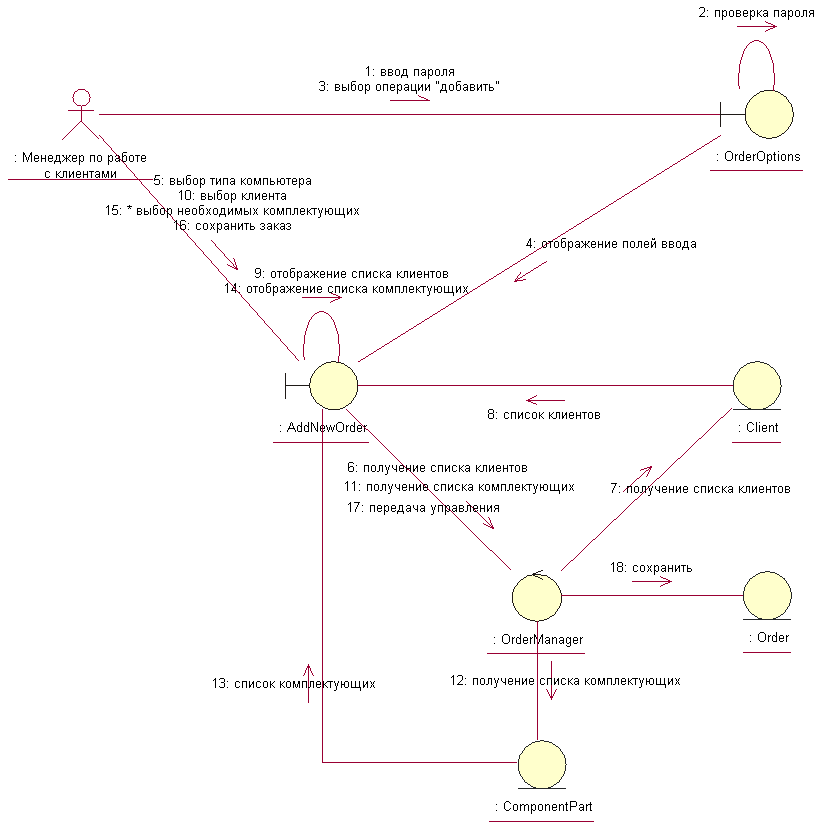 2: проверка пароля
1: ввод пароля
3: выбор операции "добавить"
: Менеджер по работе
с клиентами
: OrderOptions
5: выбор типа компьютера
10: выбор клиента
15: * выбор необходимых комплектующих
16: сохранить заказ
4: отображение полей ввода
9: отображение списка клиентов
14: отображение списка комплектующих
8: список клиентов
: AddNewOrder
: Client
6: получение списка клиентов
11: получение списка комплектующих
7: получение списка клиентов
17: передача управления
18: сохранить
: OrderManager
: Order
13: список комплектующих
12: получение списка комплектующих
: ComponentPart